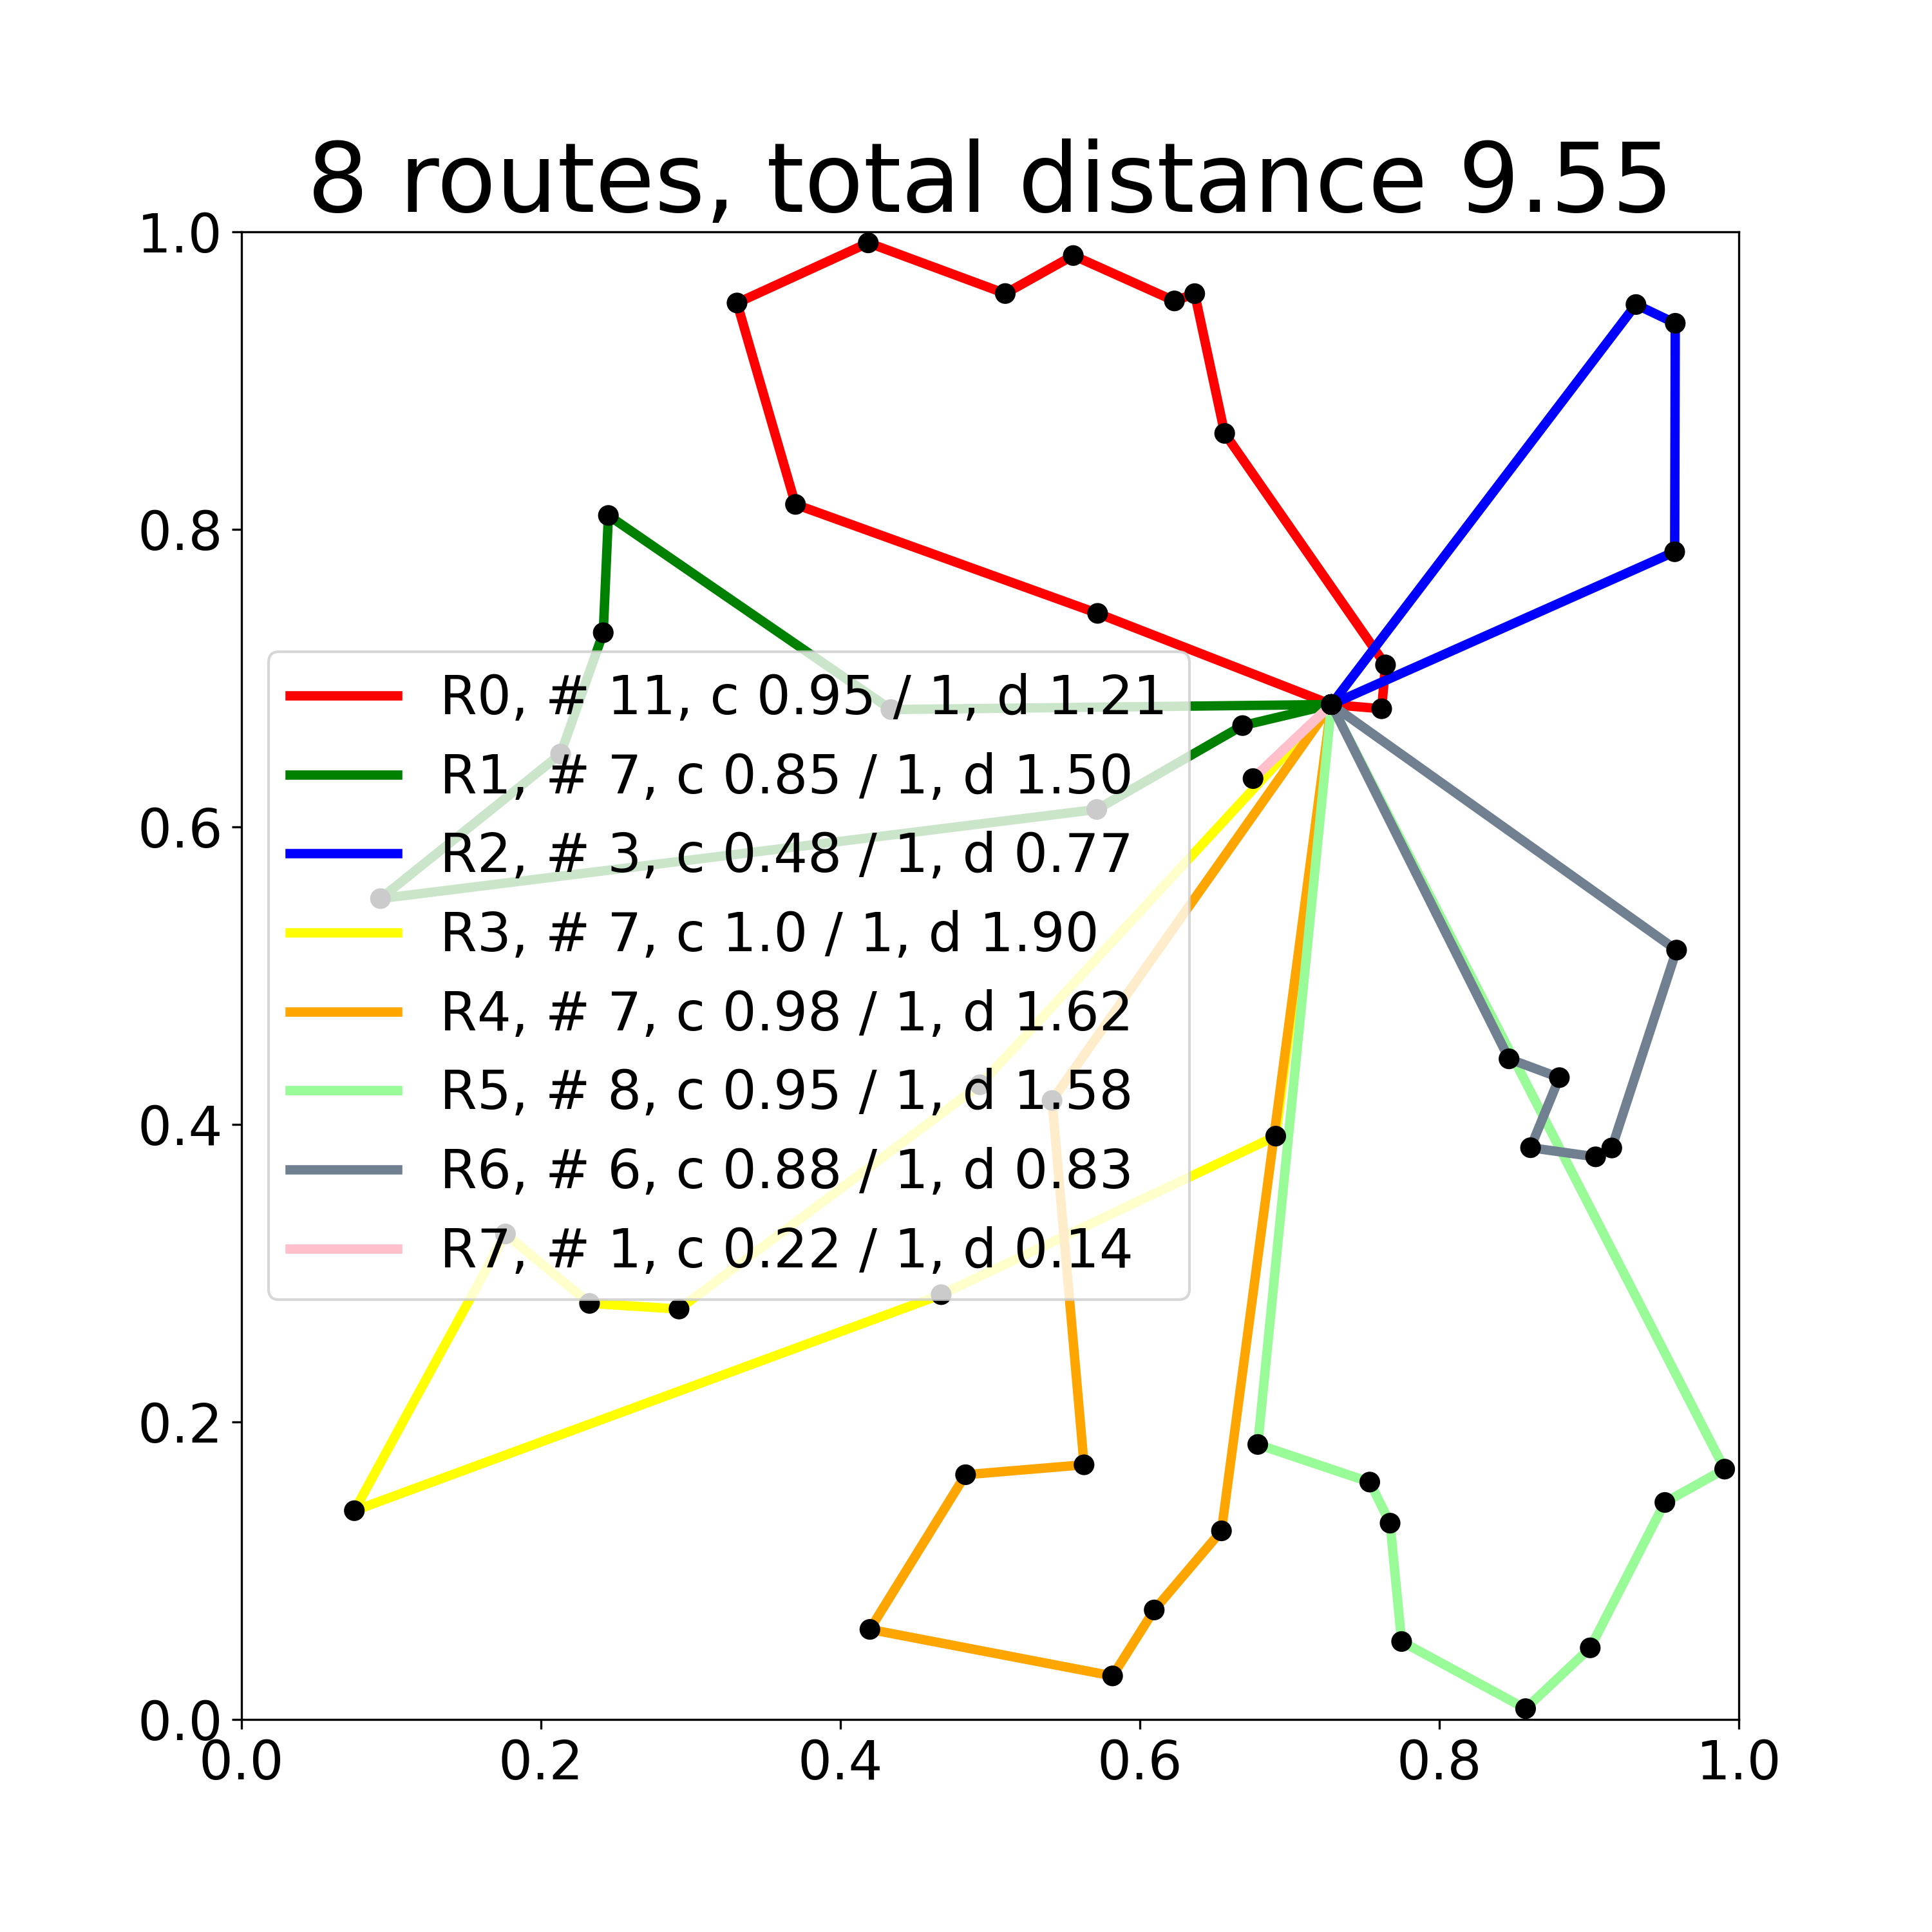 8 routes, total distance 9.55
1.0
0.8
R0, # 11, c 0.95 / 1, d 1.21
R1, # 7, c 0.85 / 1, d 1.50
0.6
R2, # 3, c 0.48 / 1, d 0.77
R3, # 7, c 1.0 / 1, d 1.90
R4, # 7, c 0.98 / 1, d 1.62
R5, # 8, c 0.95 / 1, d 1.58
0.4
R6, # 6, c 0.88 / 1, d 0.83
R7, # 1, c 0.22 / 1, d 0.14
0.2
0.0
0.0 0.2 0.4 0.6 0.8 1.0